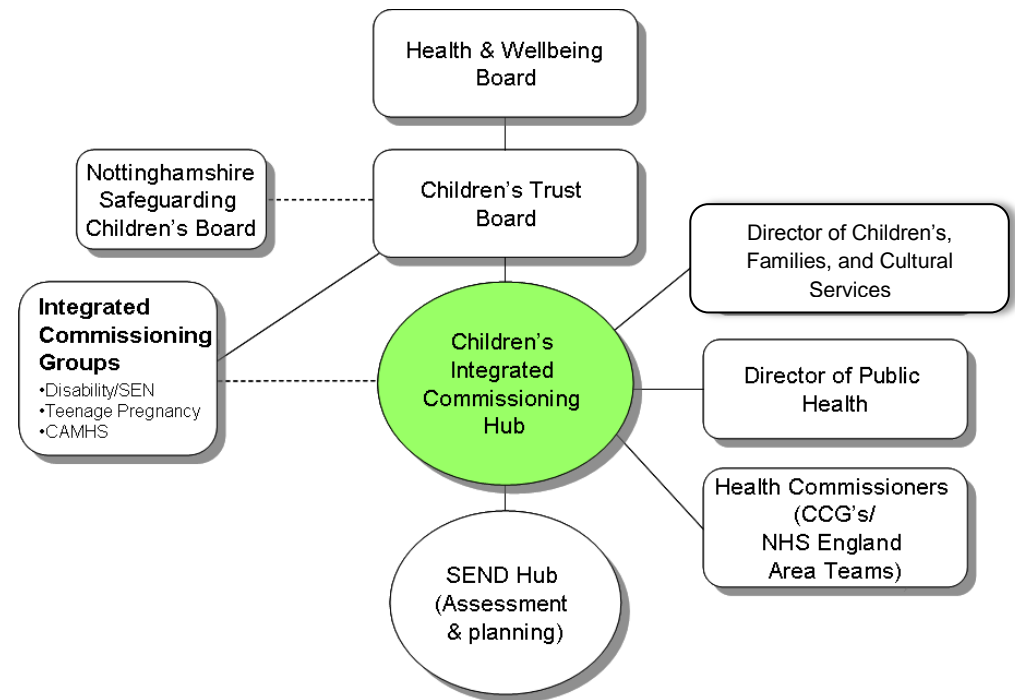 Health & Wellbeing
Board
Nottinghamshire
Safeguarding
Children's Board
Children's Trust
Board
Director of Children's,
Families, and Cultural
Services
Integrated
Commissioning
Groups
•Disability/SEN
•Teenage Pregnancy
•CAMHS
Children's
Integrated
Commissioning
Hub
Director of Public
Health
Health Commissioners
(CCG's/
NHS England
Area Teams)
SEND Hub
(Assessment
& planning)